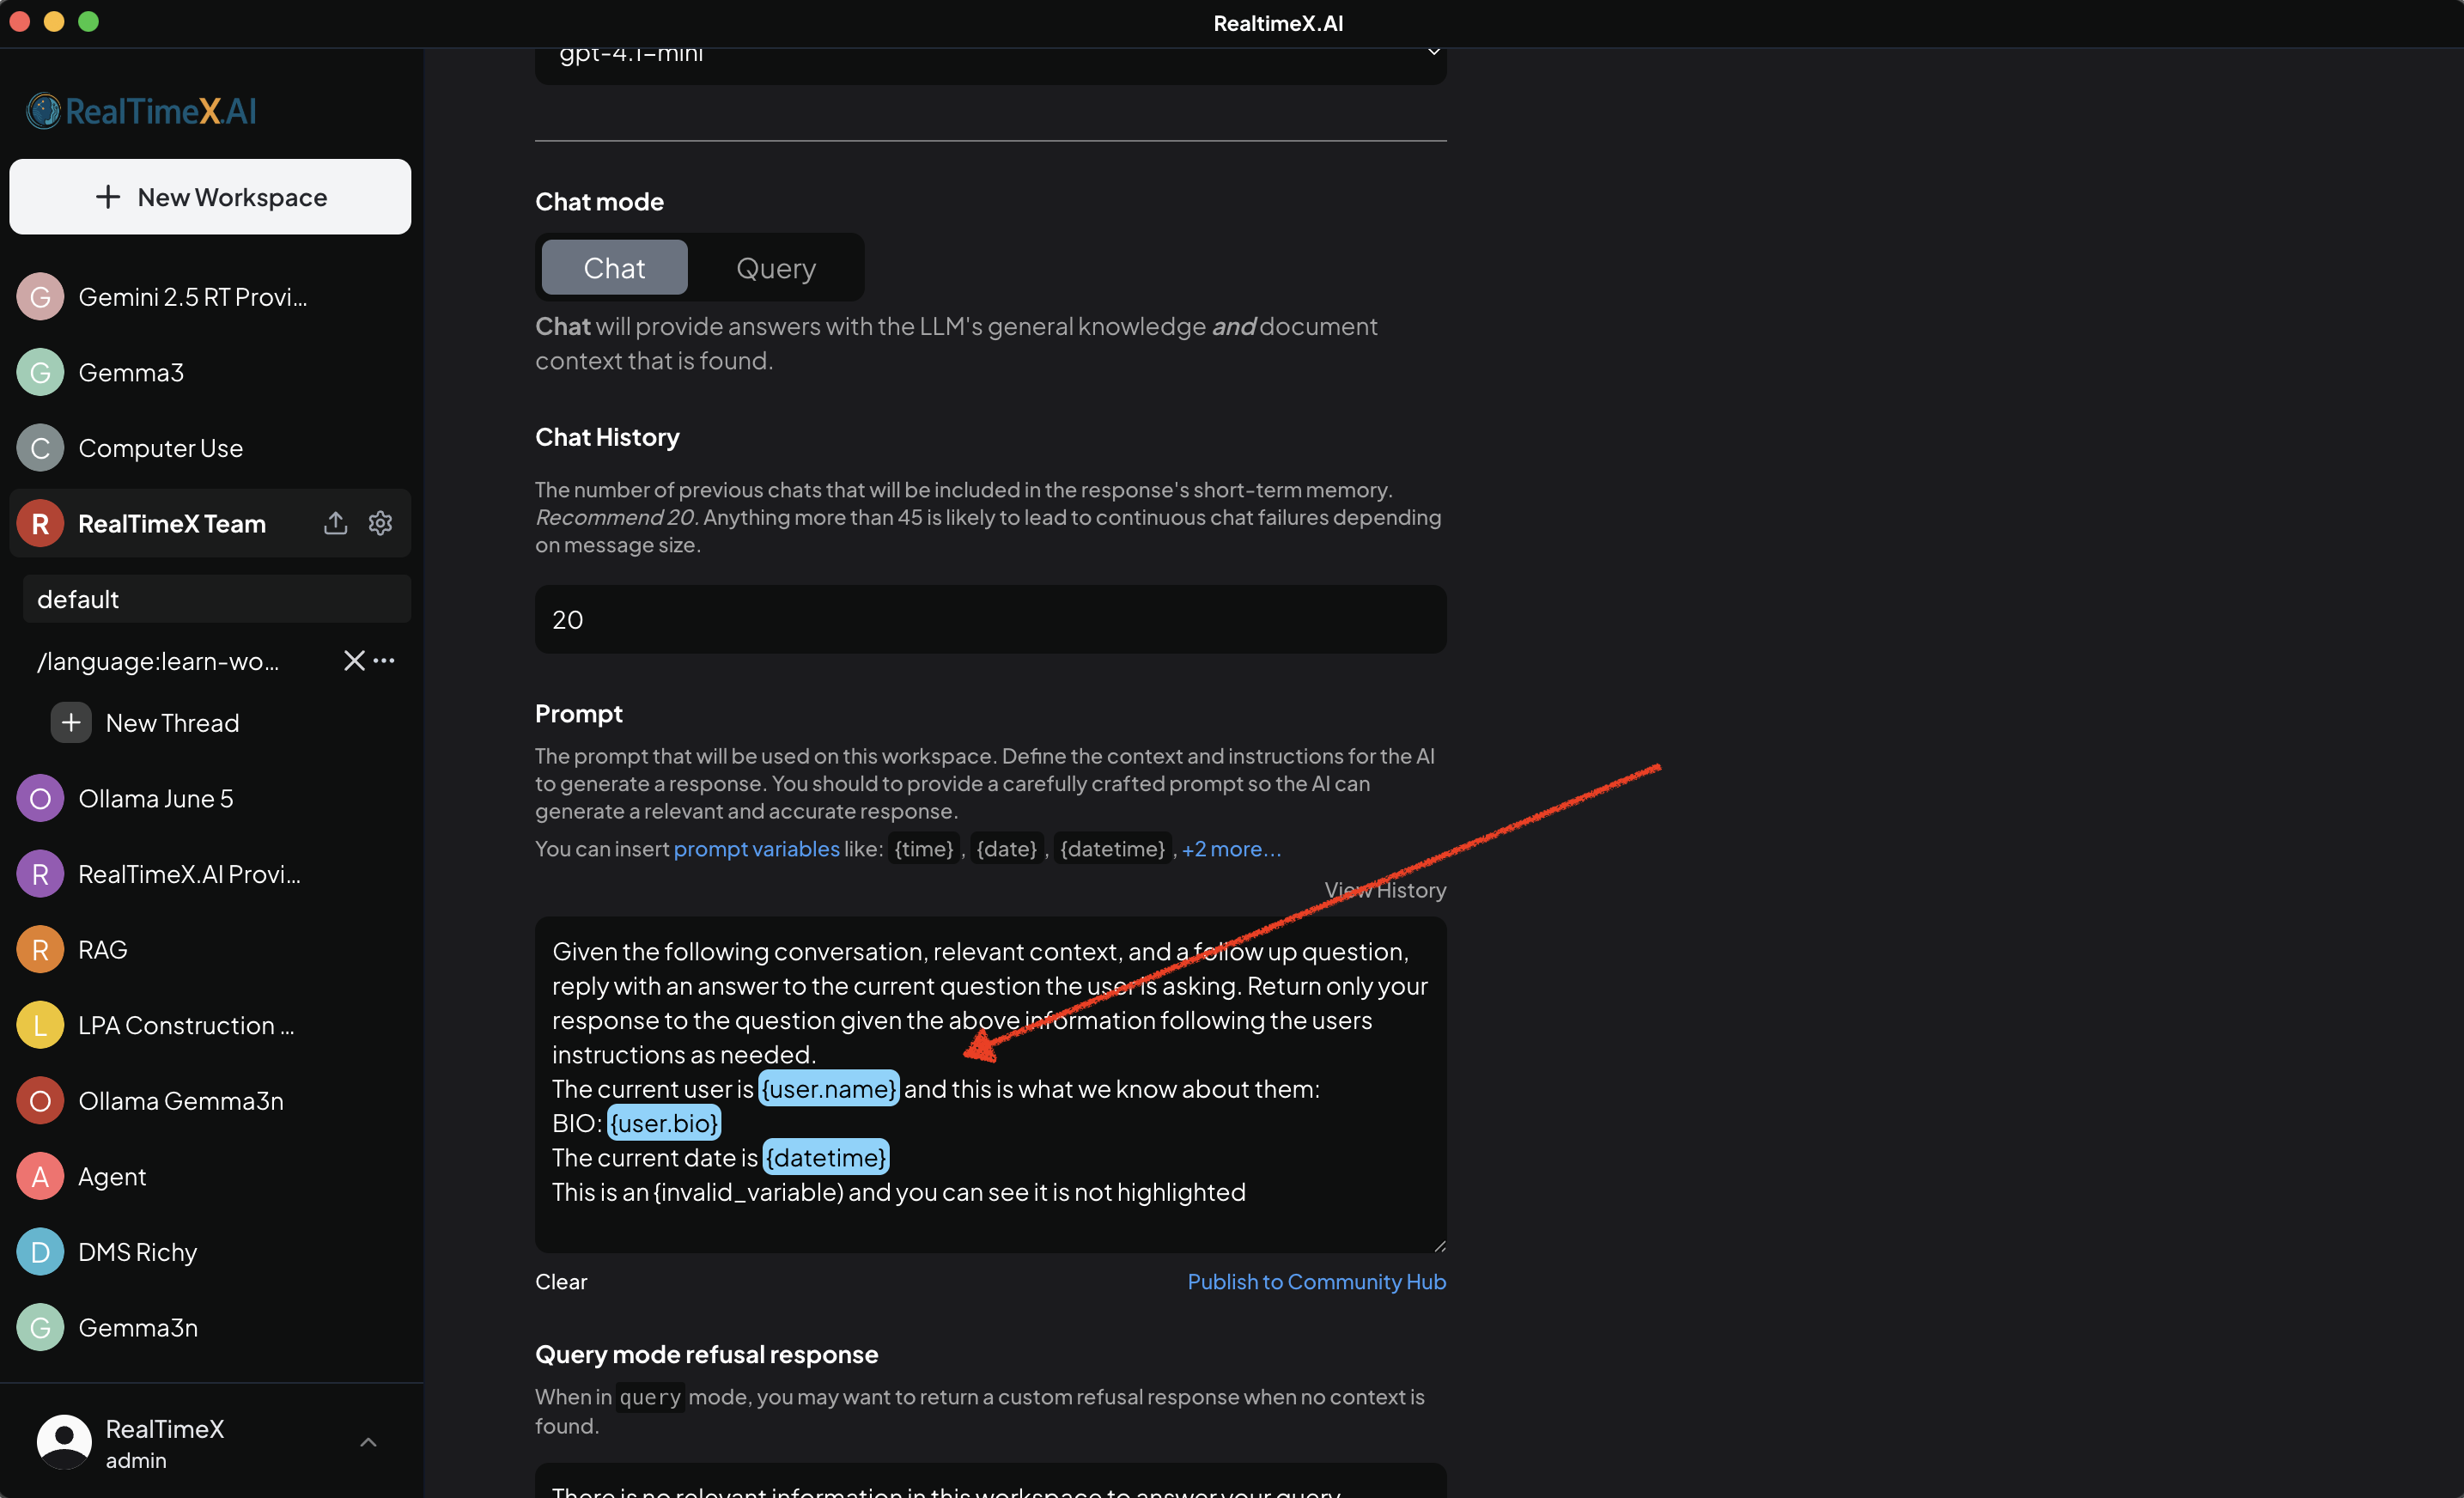 RealtimeX.AI
RealTimeX.AI
New Workspace
G Gemini 2.5 RT Provi...
G Gemma3
C Computer Use
R RealTimeX Team
default
/language:learn-wo...
New Thread
O Ollama June 5
R RealTimeX.AI Provi...
R RAG
L LPA Construction ...
O Ollama Gemma3n
A Agent
D DMS Richy
G Gemma3n
RealTimeX
admin
gpt-4.1-mini
Chat mode
Chat Query
Chat will provide answers with the LLM's general knowledge and document
context that is found.
Chat History
The number of previous chats that will be included in the response's short-term memory.
Recommend 20. Anything more than 45 is likely to lead to continuous chat failures depending
on message size.
20
Prompt
The prompt that will be used on this workspace. Define the context and instructions for the AI
to generate a response. You should to provide a carefully crafted prompt so the AI can
generate a relevant and accurate response.
You can insert prompt variables like: {time}, {date}, {datetime}, +2 more...
View History
Given the following conversation, relevant context, and a follow up question,
reply with an answer to the current question the user is asking. Return only your
response to the question given the above information following the users
instructions as needed.
The current user is {user.name} and this is what we know about them:
BIO: {user.bio}
The current date is {datetime}
This is an {invalid_variable) and you can see it is not highlighted
Clear Publish to Community Hub
Query mode refusal response
When in query mode, you may want to return a custom refusal response when no context is
found.
There is no relevant information in this workspace to answer your query.